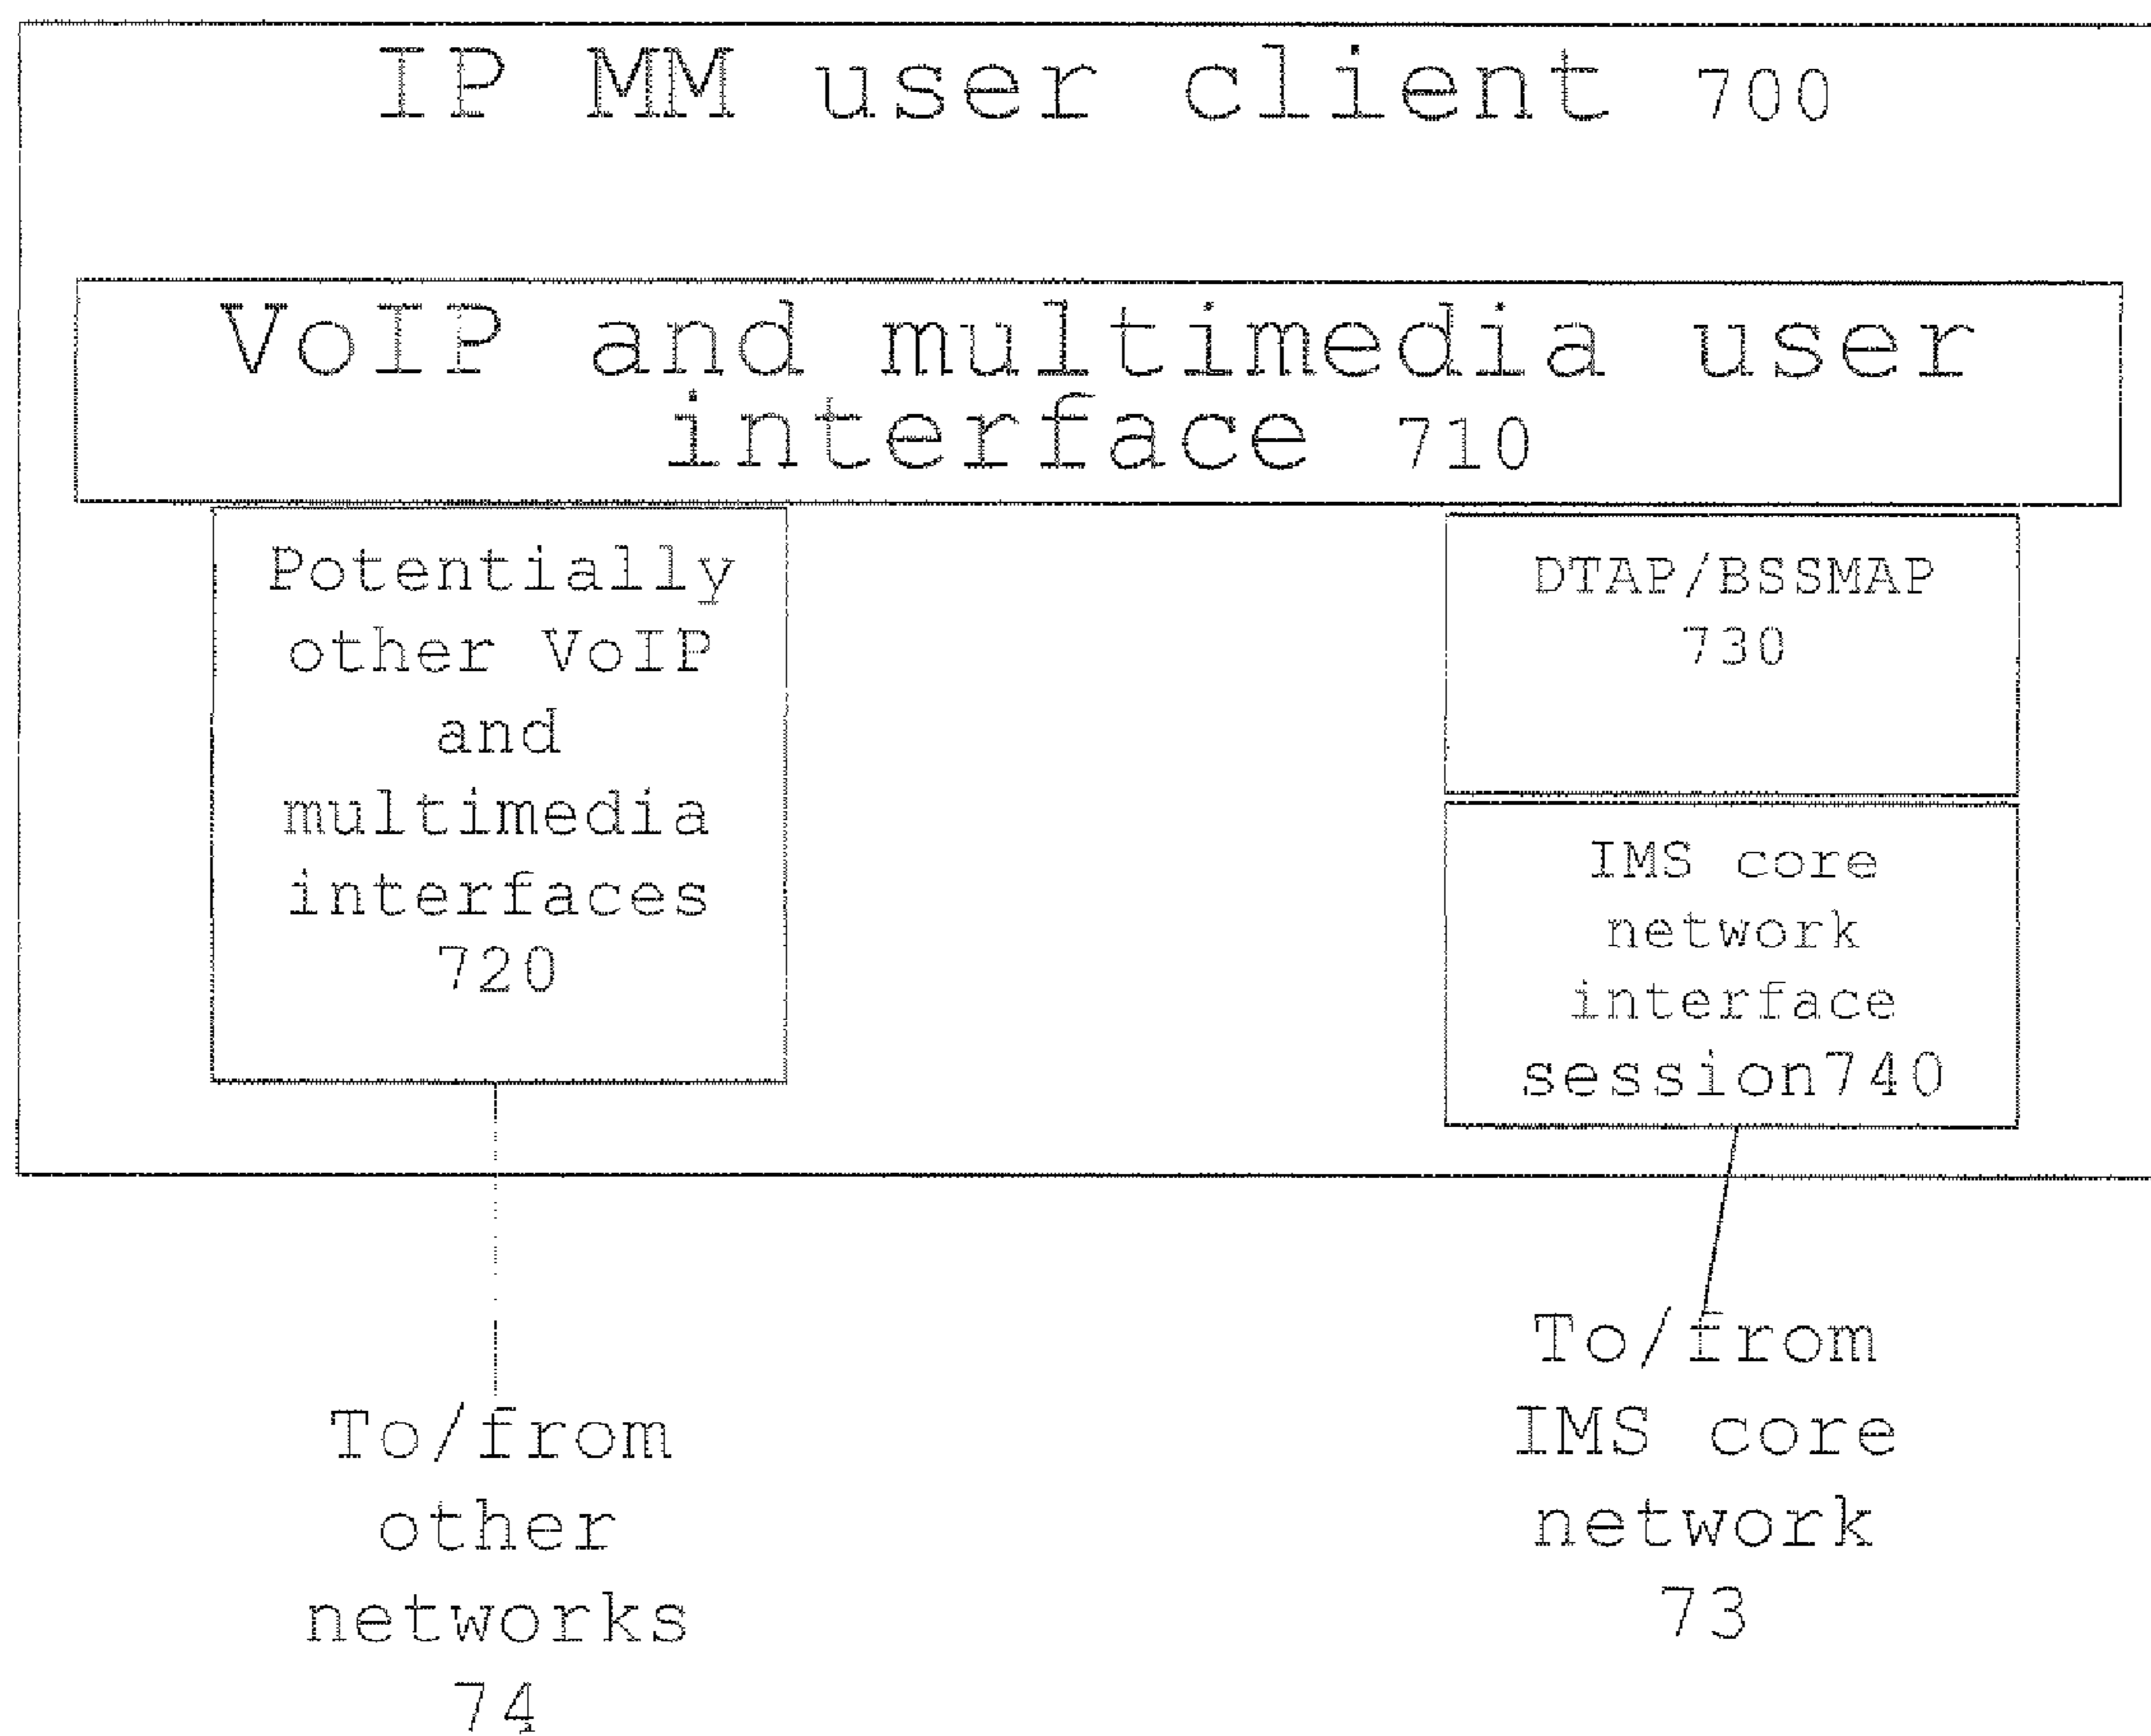 IP MM user client 700
VoIP and multimedia user
interface 710
Potentially
other VoIP
and
multimedia
interfaces
720
DTAP/BSSMAP
730
IMS core
network
interface
session740
To/from
other
networks
74
To/from
IMS core
network
73